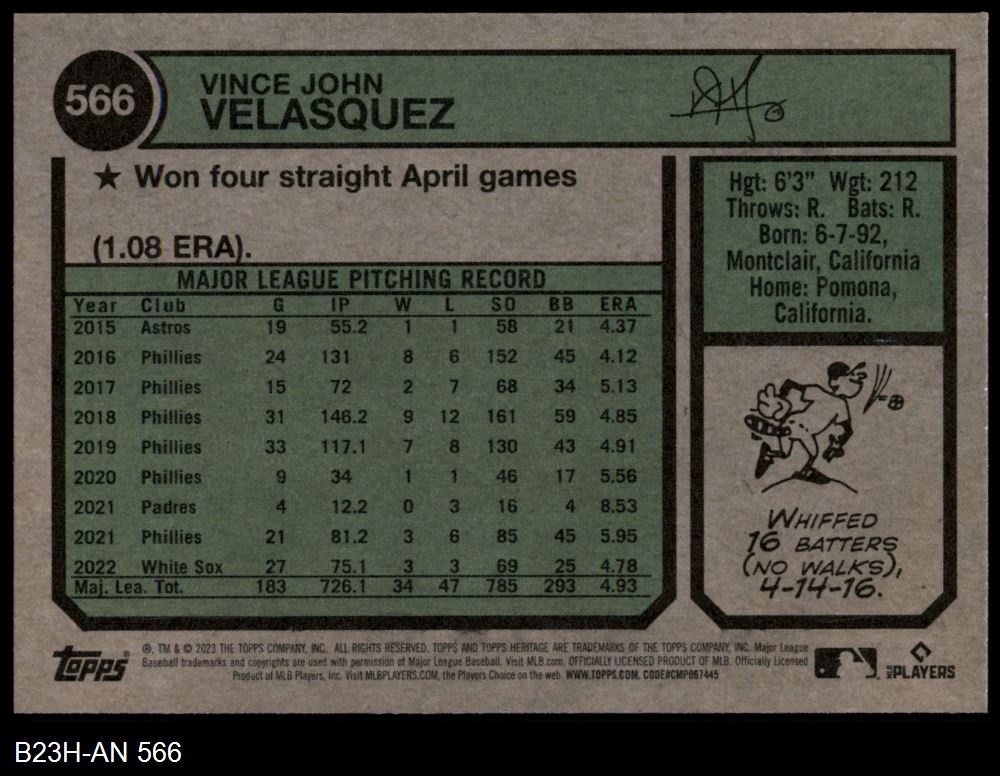 566
VINCE JOHN
VELASQUEZ
★ Won four straight April games
(1.08 ERA).
MAJOR LEAGUE PITCHING RECORD
Year Club G IP W L SO BB ERA
2015 Astros 19 55.2 1 1 58 21 4.37
2016 Phillies 24 131 8 6 152 45 4.12
2017 Phillies 15 72 2 7 68 34 5.13
2018 Phillies 31 146.2 9 12 161 59 4.85
2019 Phillies 33 117.1 7 8 130 43 4.91
2020 Phillies 9 34 1 1 46 17 5.56
2021 Padres 4 12.2 0 3 16 4 8.53
2021 Phillies 21 81.2 3 6 85 45 5.95
2022 White Sox 27 75.1 3 3 69 25 4.78
Maj. Lea. Tot. 183 726.1 34 47 785 293 4.93
Hgt: 6'3" Wgt: 212
Throws: R. Bats: R.
Born: 6-7-92,
Montclair, California
Home: Pomona,
California.
WHIFFED
16 BATTERS
(NO WALKS),
4-14-16.
Topps
®, TM & © 2023 THE TOPPS COMPANY, INC. ALL RIGHTS RESERVED. TOPPS AND TOPPS HERITAGE ARE TRADEMARKS OF THE TOPPS COMPANY, INC. Major League
Baseball trademarks and copyrights are used with permission of Major League Baseball. Visit MLB.com. OFFICIALLY LICENSED PRODUCT OF MLB. Officially Licensed
Product of MLB Players, Inc. Visit MLBPLAYERS.COM, the Players Choice on the web. WWW.TOPPS.COM. CODE#CMP067445
MLB PLAYERS
B23H-AN 566